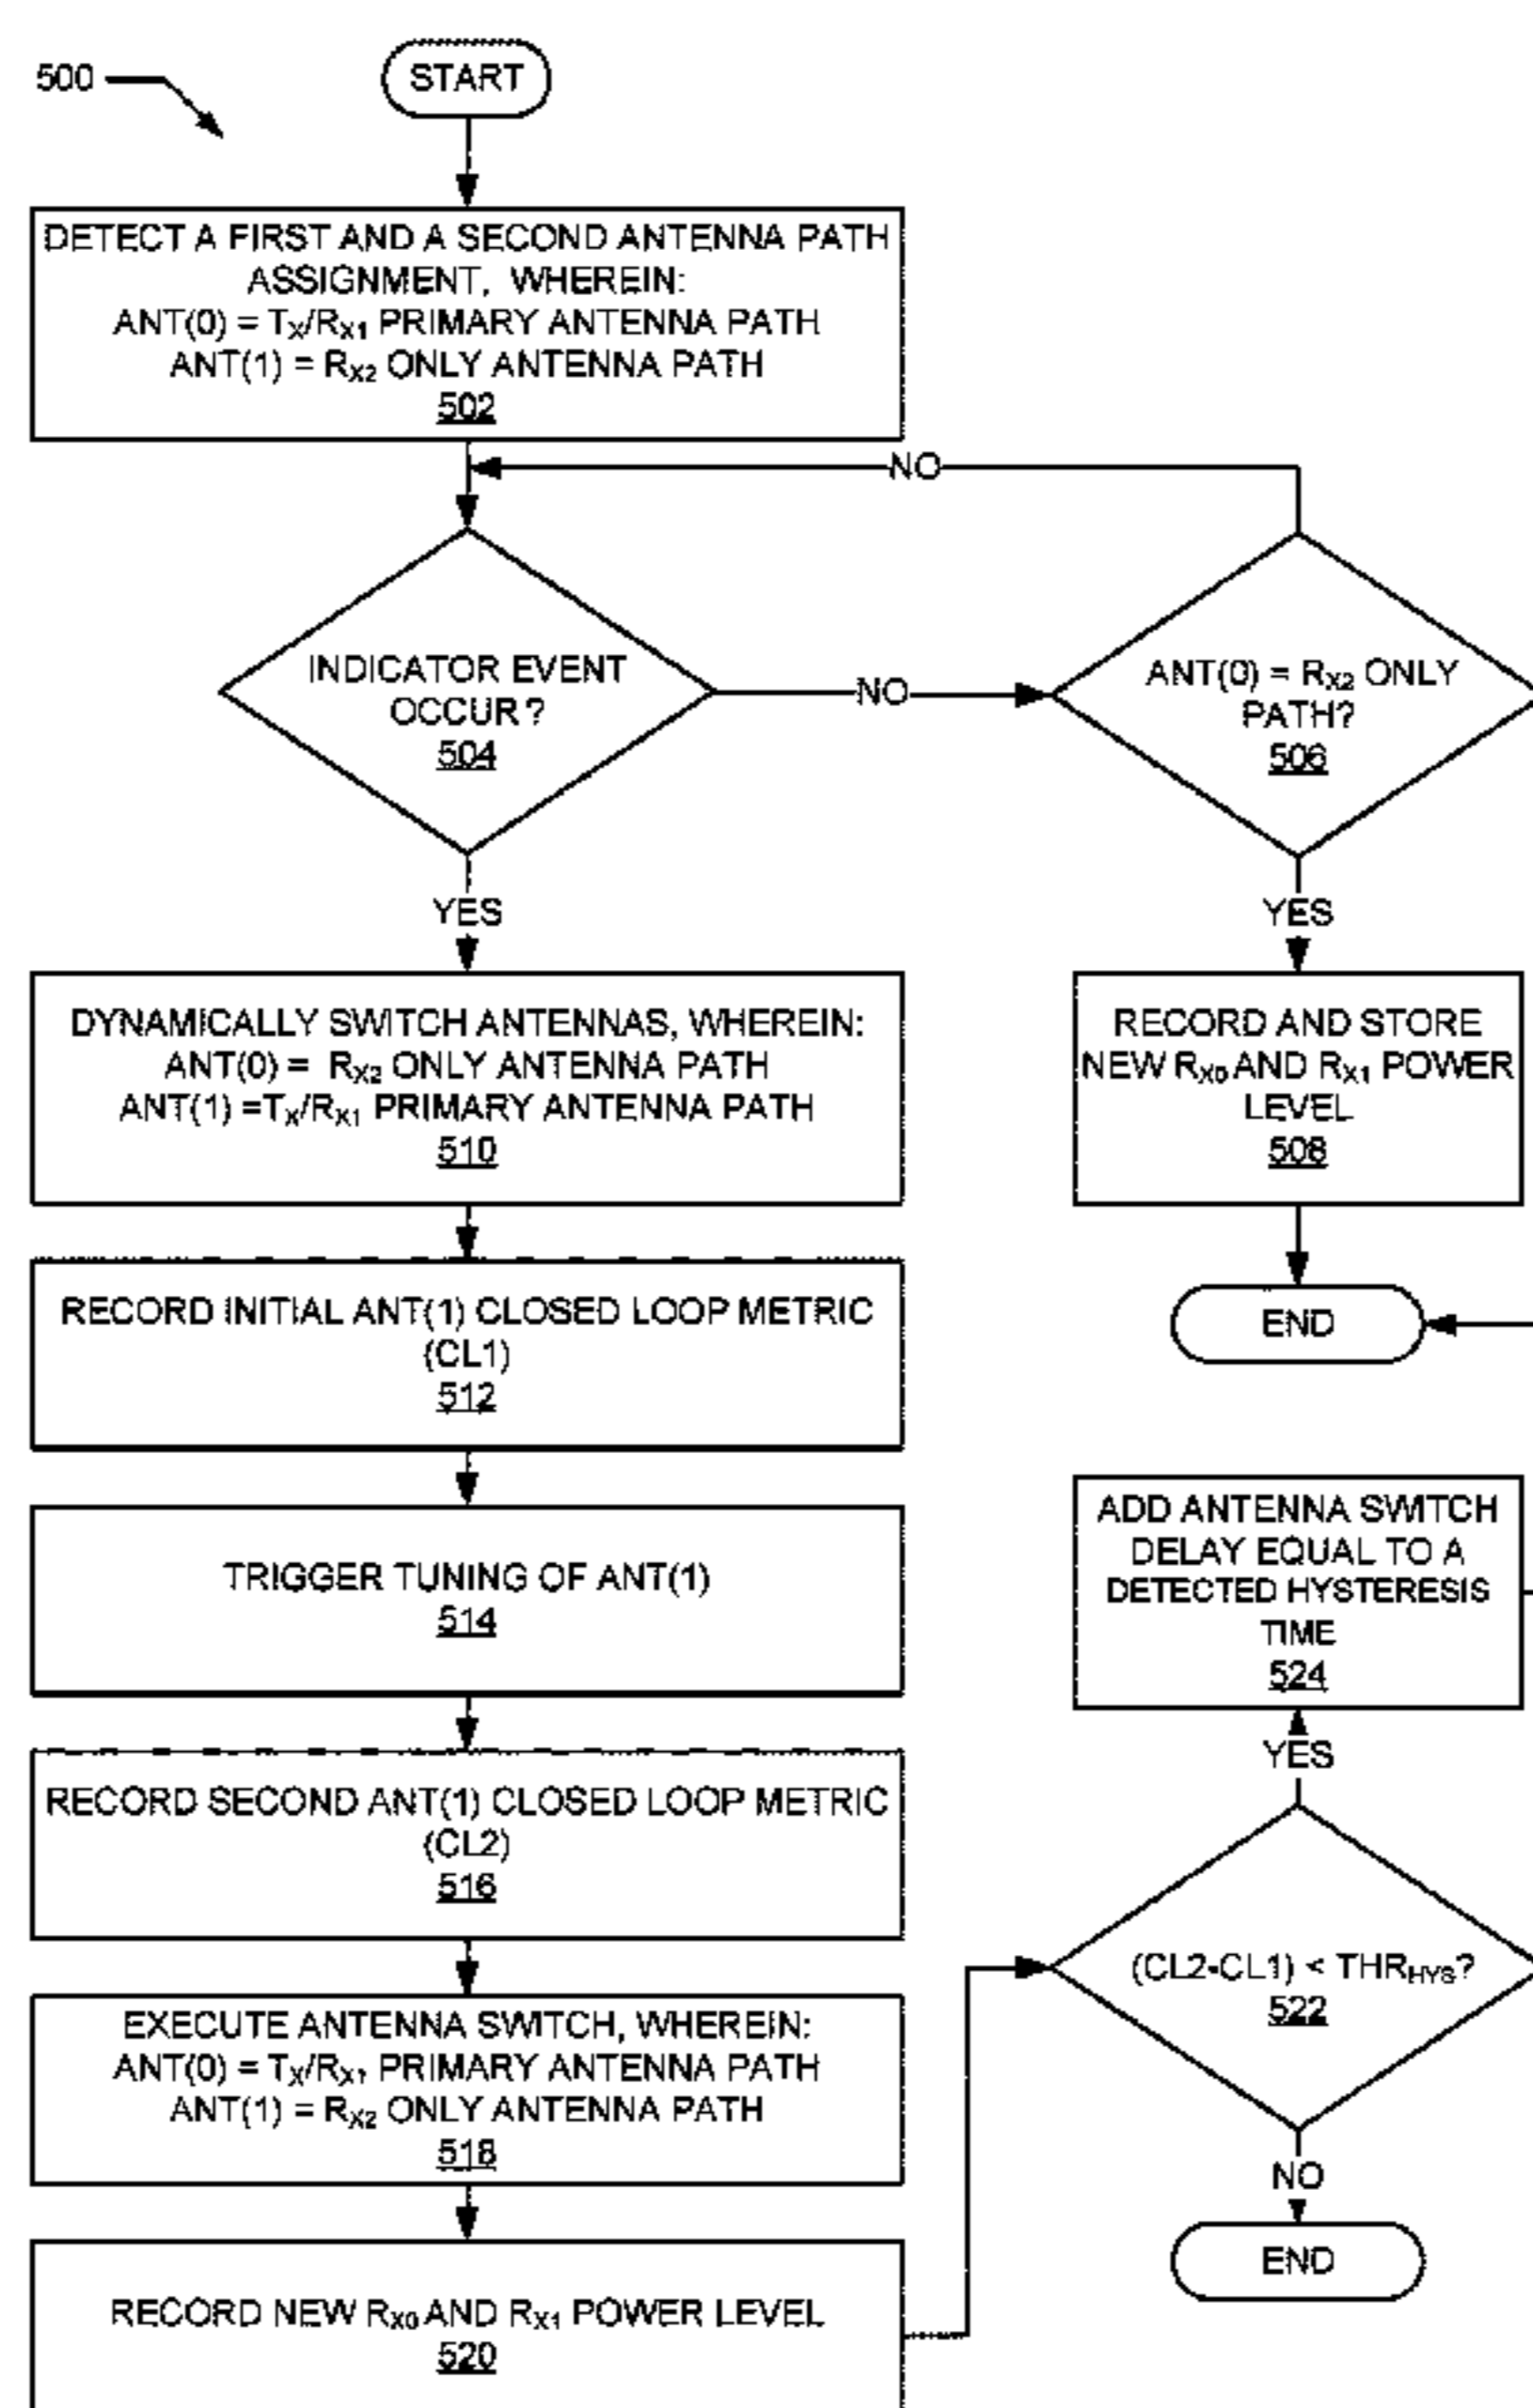 500
START
DETECT A FIRST AND A SECOND ANTENNA PATH
ASSIGNMENT, WHEREIN:
ANT(0) = TX/RX1 PRIMARY ANTENNA PATH
ANT(1) = RX2 ONLY ANTENNA PATH
502
NO
INDICATOR EVENT
OCCUR?
504
NO
ANT(0) = RX2 ONLY
PATH?
506
YES
YES
DYNAMICALLY SWITCH ANTENNAS, WHEREIN:
ANT(0) = RX2 ONLY ANTENNA PATH
ANT(1) =TX/RX1 PRIMARY ANTENNA PATH
510
RECORD AND STORE
NEW RX0 AND RX1 POWER
LEVEL
508
RECORD INITIAL ANT(1) CLOSED LOOP METRIC
(CL1)
512
END
TRIGGER TUNING OF ANT(1)
514
ADD ANTENNA SWITCH
DELAY EQUAL TO A
DETECTED HYSTERESIS
TIME
524
YES
RECORD SECOND ANT(1) CLOSED LOOP METRIC
(CL2)
516
(CL2-CL1) < THRHYS?
522
EXECUTE ANTENNA SWITCH, WHEREIN:
ANT(0) = TX/RX1 PRIMARY ANTENNA PATH
ANT(1) = RX2 ONLY ANTENNA PATH
518
NO
END
RECORD NEW RX0 AND RX1 POWER LEVEL
520